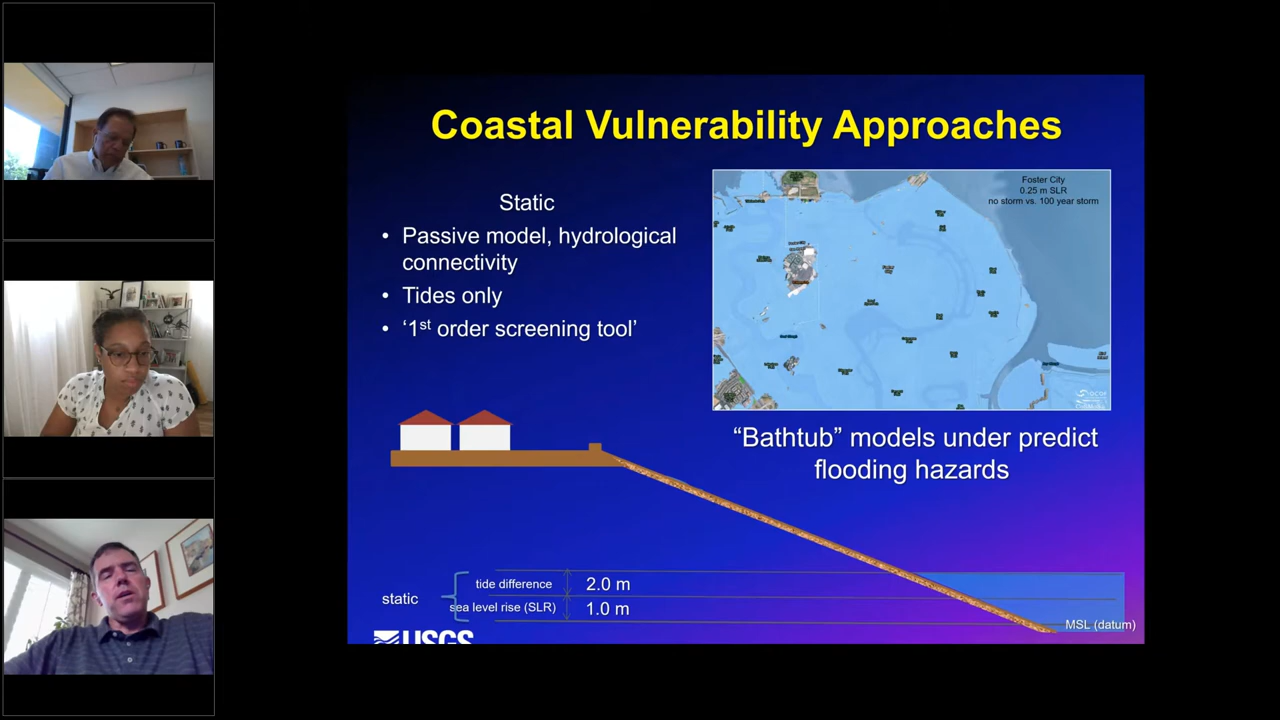 Coastal Vulnerability Approaches
Static
• Passive model, hydrological
connectivity
• Tides only
• ‘1st order screening tool’
Foster City
0.25 m SLR
no storm vs. 100 year storm
“Bathtub” models under predict
flooding hazards
static
tide difference
2.0 m
sea level rise (SLR)
1.0 m
MSL (datum)
USGS